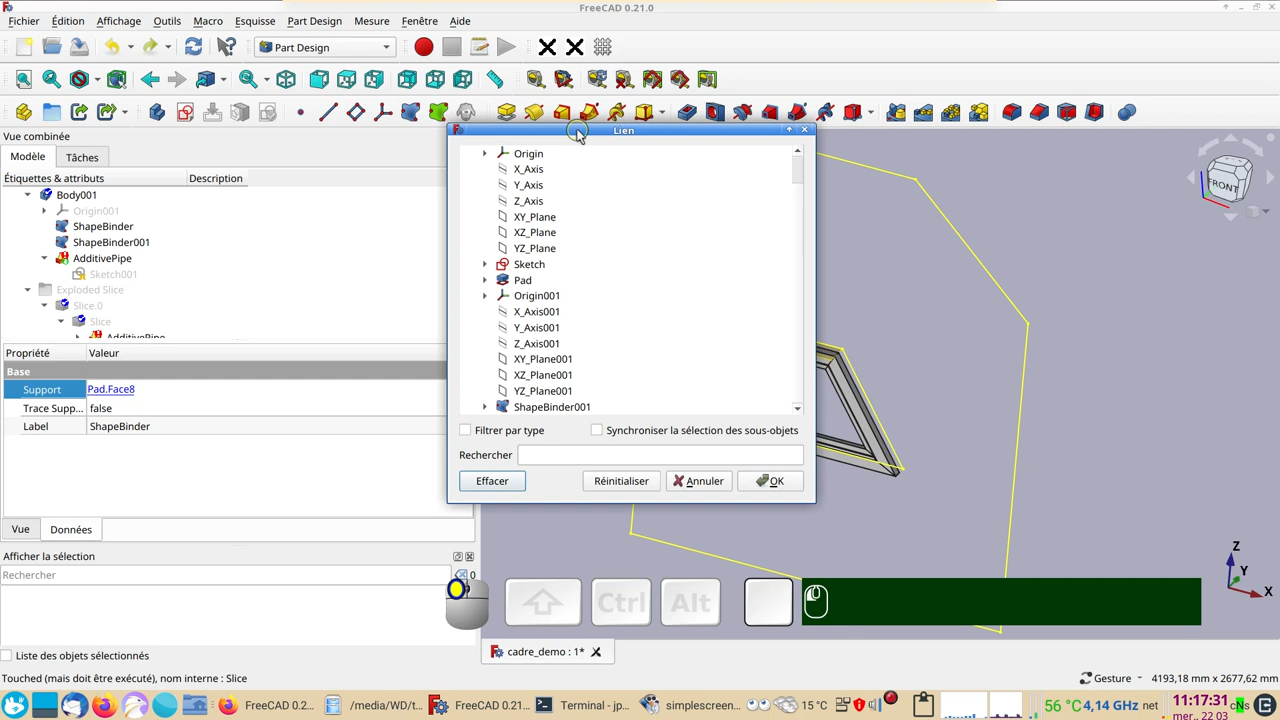 FreeCAD 0.21.0
Fichier Édition Affichage Outils Macro Esquisse Part Design Mesure Fenêtre Aide
Part Design
Vue combinée
Modèle Tâches
Étiquettes & attributs Description
Body001
Origin001
ShapeBinder
ShapeBinder001
AdditivePipe
Sketch001
Exploded Slice
Slice.0
Slice
AdditivePipe
Propriété Valeur
Base
Support Pad.Face8
Trace Supp... false
Label ShapeBinder
Vue Données
Afficher la sélection
Rechercher
0
Liste des objets sélectionnés
Touched (mais doit être exécuté), nom interne : Slice
Lien
Origin
X_Axis
Y_Axis
Z_Axis
XY_Plane
XZ_Plane
YZ_Plane
Sketch
Pad
Origin001
X_Axis001
Y_Axis001
Z_Axis001
XY_Plane001
XZ_Plane001
YZ_Plane001
ShapeBinder001
Filtrer par type Synchroniser la sélection des sous-objets
Rechercher
Effacer Réinitialiser Annuler OK
FRONT
Z
Y
X
Ctrl Alt
cadre_demo : 1*
Gesture 4193,18 mm x 2677,62 mm
FreeCAD 0.2... /media/WD/t... FreeCAD 0.2... Terminal - jp... simplescreen... 15 °C 56 °C 4,14 GHz net 11:17:31
mer.. 22 03